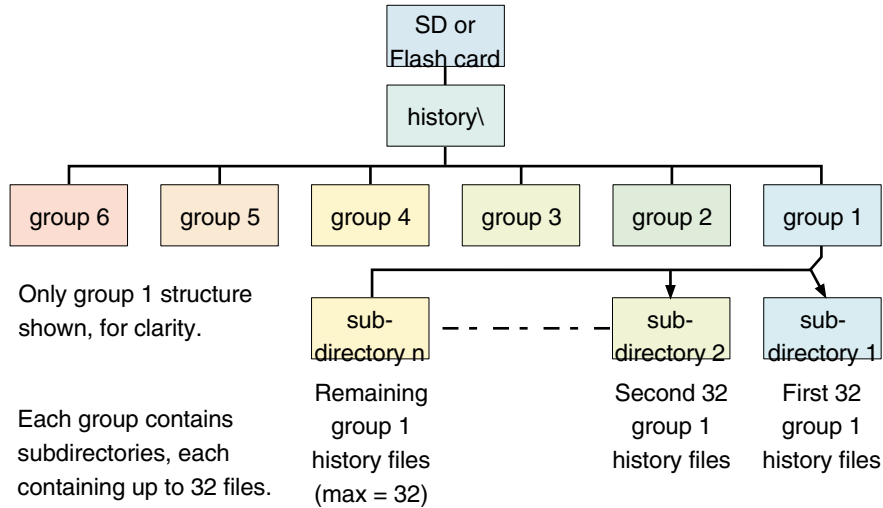 SD or
Flash card
history\
group 6
group 5
group 4
group 3
group 2
group 1
Only group 1 structure
shown, for clarity.
sub-
directory n
sub-
directory 2
sub-
directory 1
Remaining
group 1
history files
(max = 32)
Second 32
group 1
history files
First 32
group 1
history files
Each group contains
subdirectories, each
containing up to 32 files.